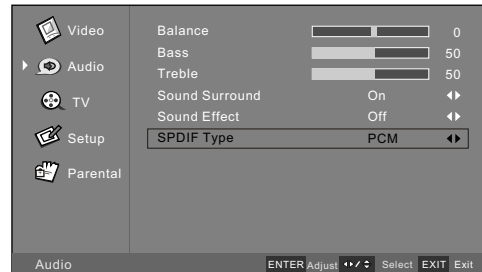 Video
Audio
TV
Setup
Parental
Balance 0
Bass 50
Treble 50
Sound Surround On
Sound Effect Off
SPDIF Type PCM
Audio ENTER Adjust Select EXIT Exit